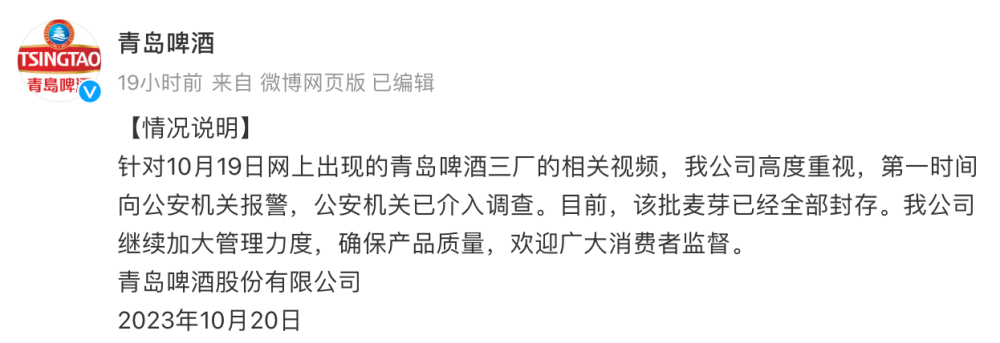 TSINGTAO
青島啤酒
青岛啤酒
19小时前 来自 微博网页版 已编辑
【情况说明】
针对10月19日网上出现的青岛啤酒三厂的相关视频，我公司高度重视，第一时间
向公安机关报警，公安机关已介入调查。目前，该批麦芽已经全部封存。我公司
继续加大管理力度，确保产品质量，欢迎广大消费者监督。
青岛啤酒股份有限公司
2023年10月20日